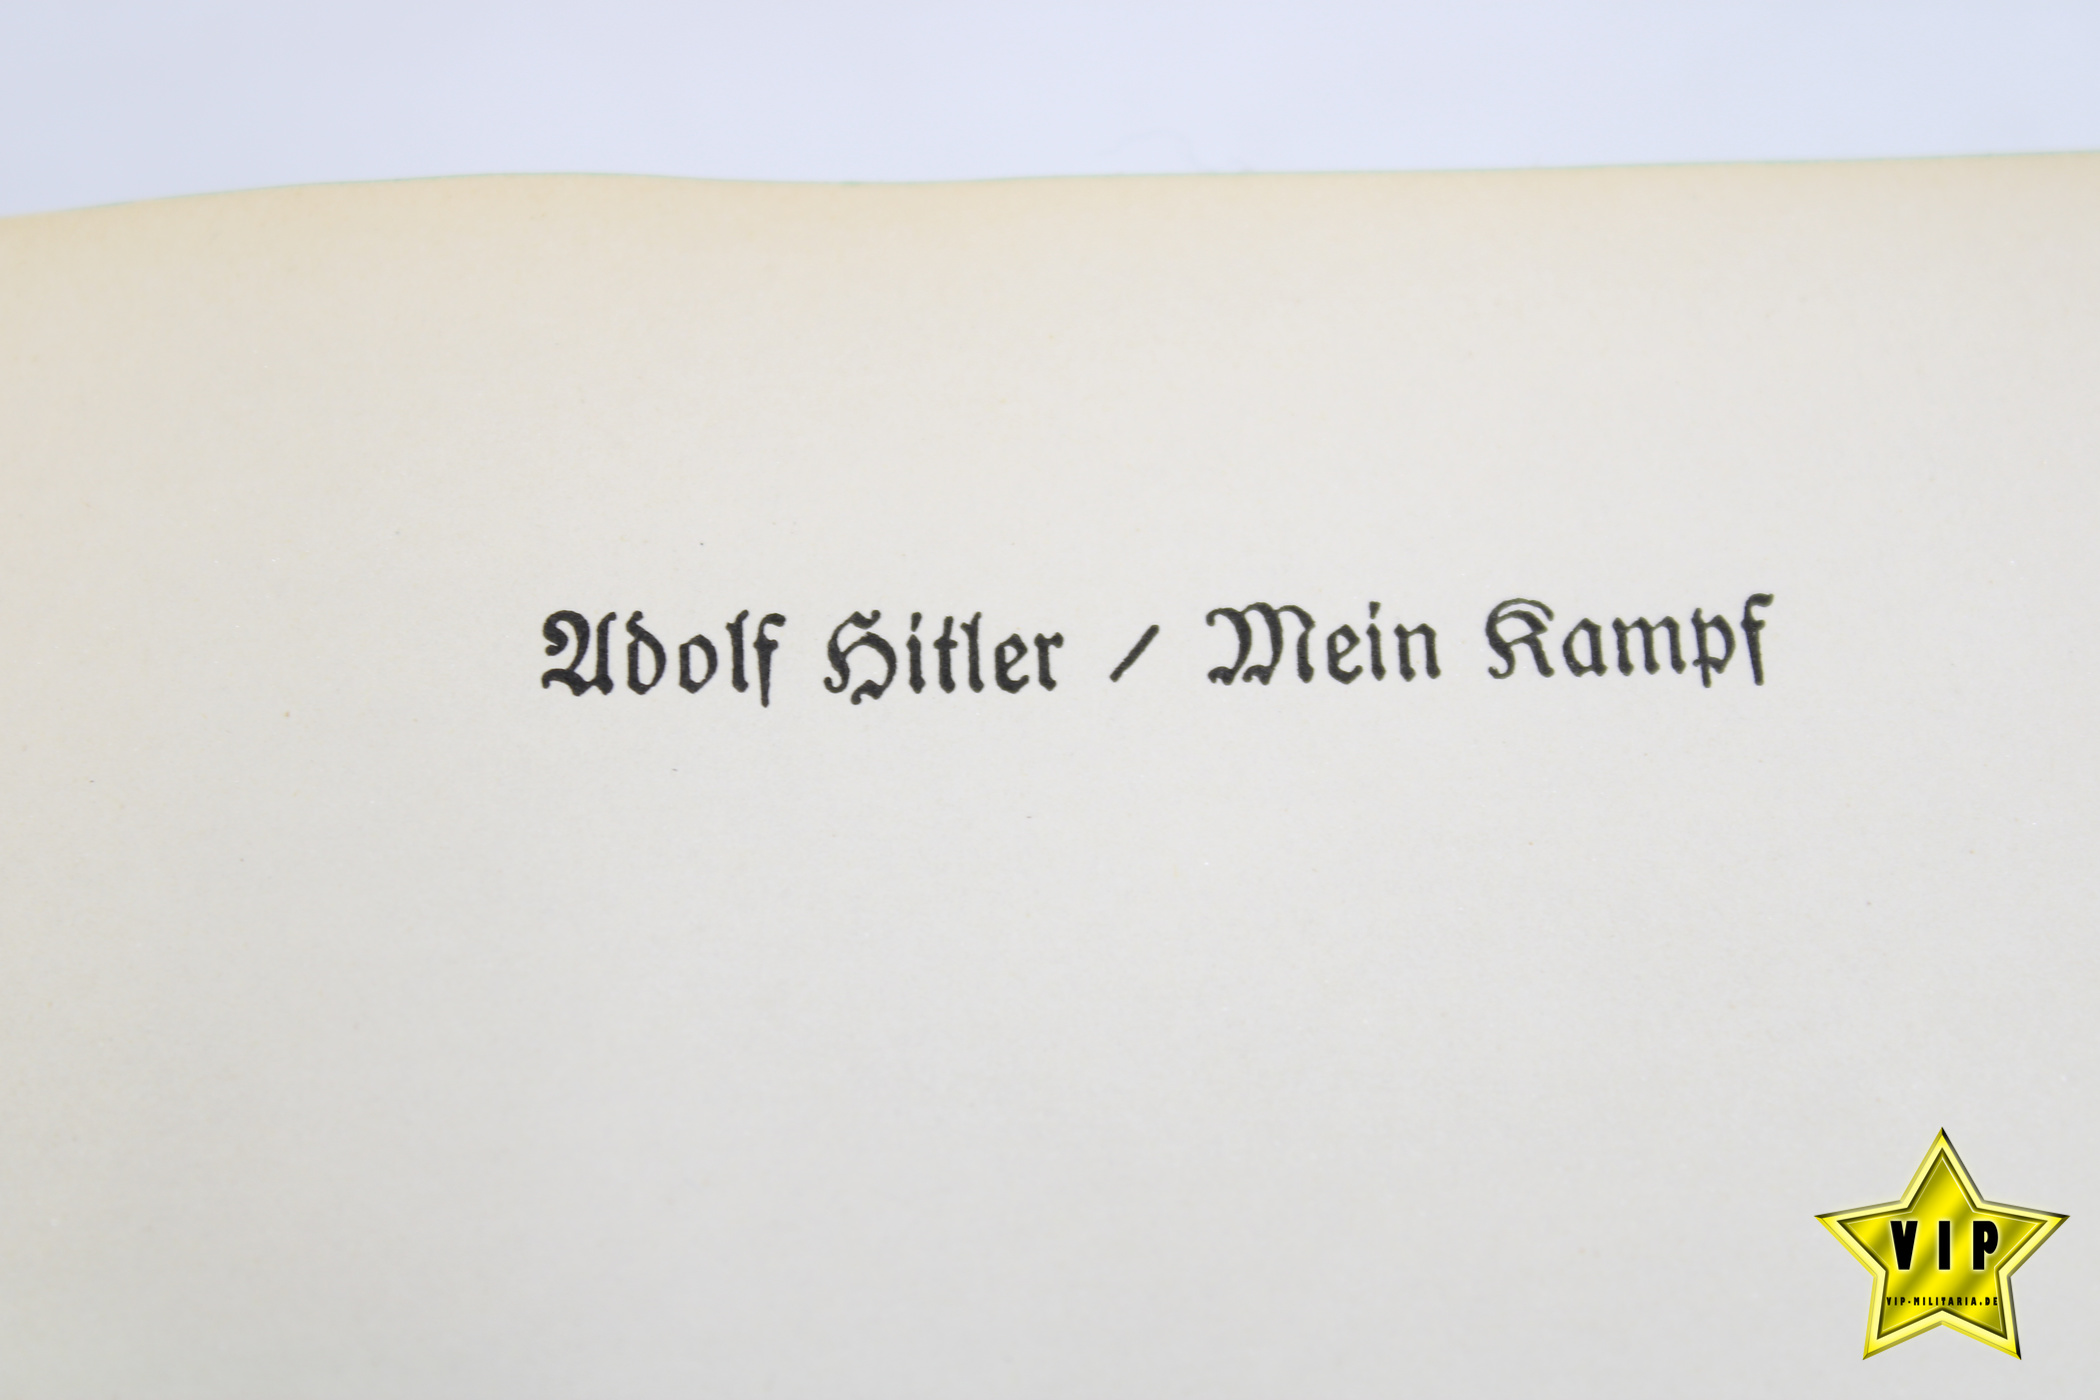 Adolf Hitler / Mein Kampf
VIP
VIP-MILITARIA.DE